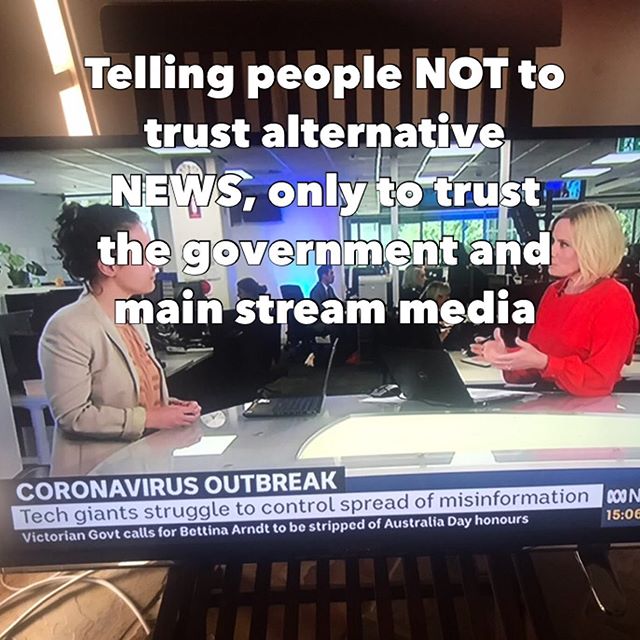 Telling people NOT to
trust alternative
NEWS, only to trust
the government and
main stream media
CORONAVIRUS OUTBREAK
Tech giants struggle to control spread of misinformation
Victorian Govt calls for Bettina Arndt to be stripped of Australia Day honours
N
15:06